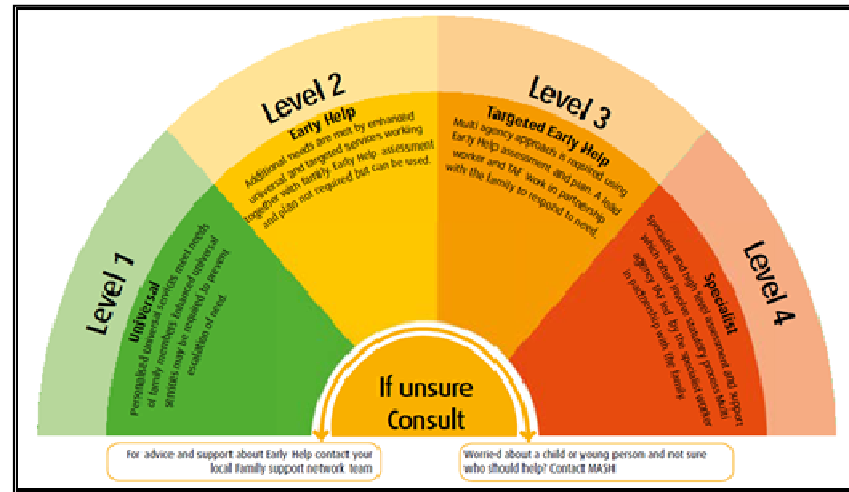 Level 1
Universal
Personalised universal services meet needs
of family members Enhanced universal
services may be required to prevent
escalation of need.
Level 2
Early Help
Additional needs are met by enhanced
universal and targeted services working
together with family. Early Help assessment
and plan not required but can be used.
Level 3
Targeted Early Help
Multi agency approach is required using
Early Help assessment and plan. A lead
worker and TAF work in partnership
with the family to respond to need.
Level 4
Specialist
Specialist and high level assessment and support
which often involve statutory process Multi
agency TAF led by the specialist worker
in partnership with the family
If unsure
Consult
For advice and support about Early Help contact your
local Family support network team
Worried about a child or young person and not sure
who should help? Contact MASH